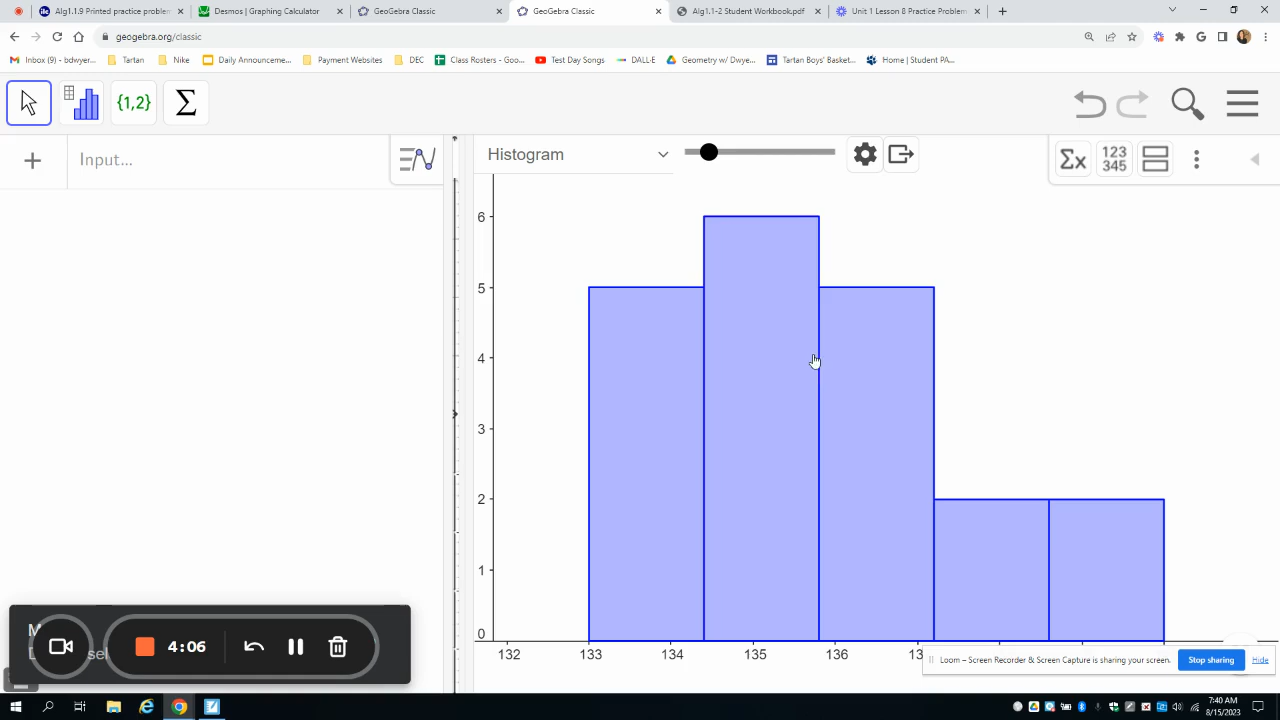 Alg1.1.9 Printed practice problem
Desmos | Graphing Calculator
GeoGebra Classic
GeoGebra Classic
Alg1.1-2 Student Workbook.pdf
Unit 1 Lesson 8 Practice Problem
geogebra.org/classic
Inbox (9) - bdwyer...
Tartan
Nike
Daily Announceme...
Payment Websites
DEC
Class Rosters - Goo...
Test Day Songs
DALL·E
Geometry w/ Dwye...
Tartan Boys' Basket...
Home | Student PA...
{1,2}
Σ
Input...
Histogram
Σx
123
345
6
5
4
3
2
1
0
132 133 134 135 136
4:06
Loom – Screen Recorder & Screen Capture is sharing your screen.
Stop sharing
Hide
7:40 AM
8/15/2023